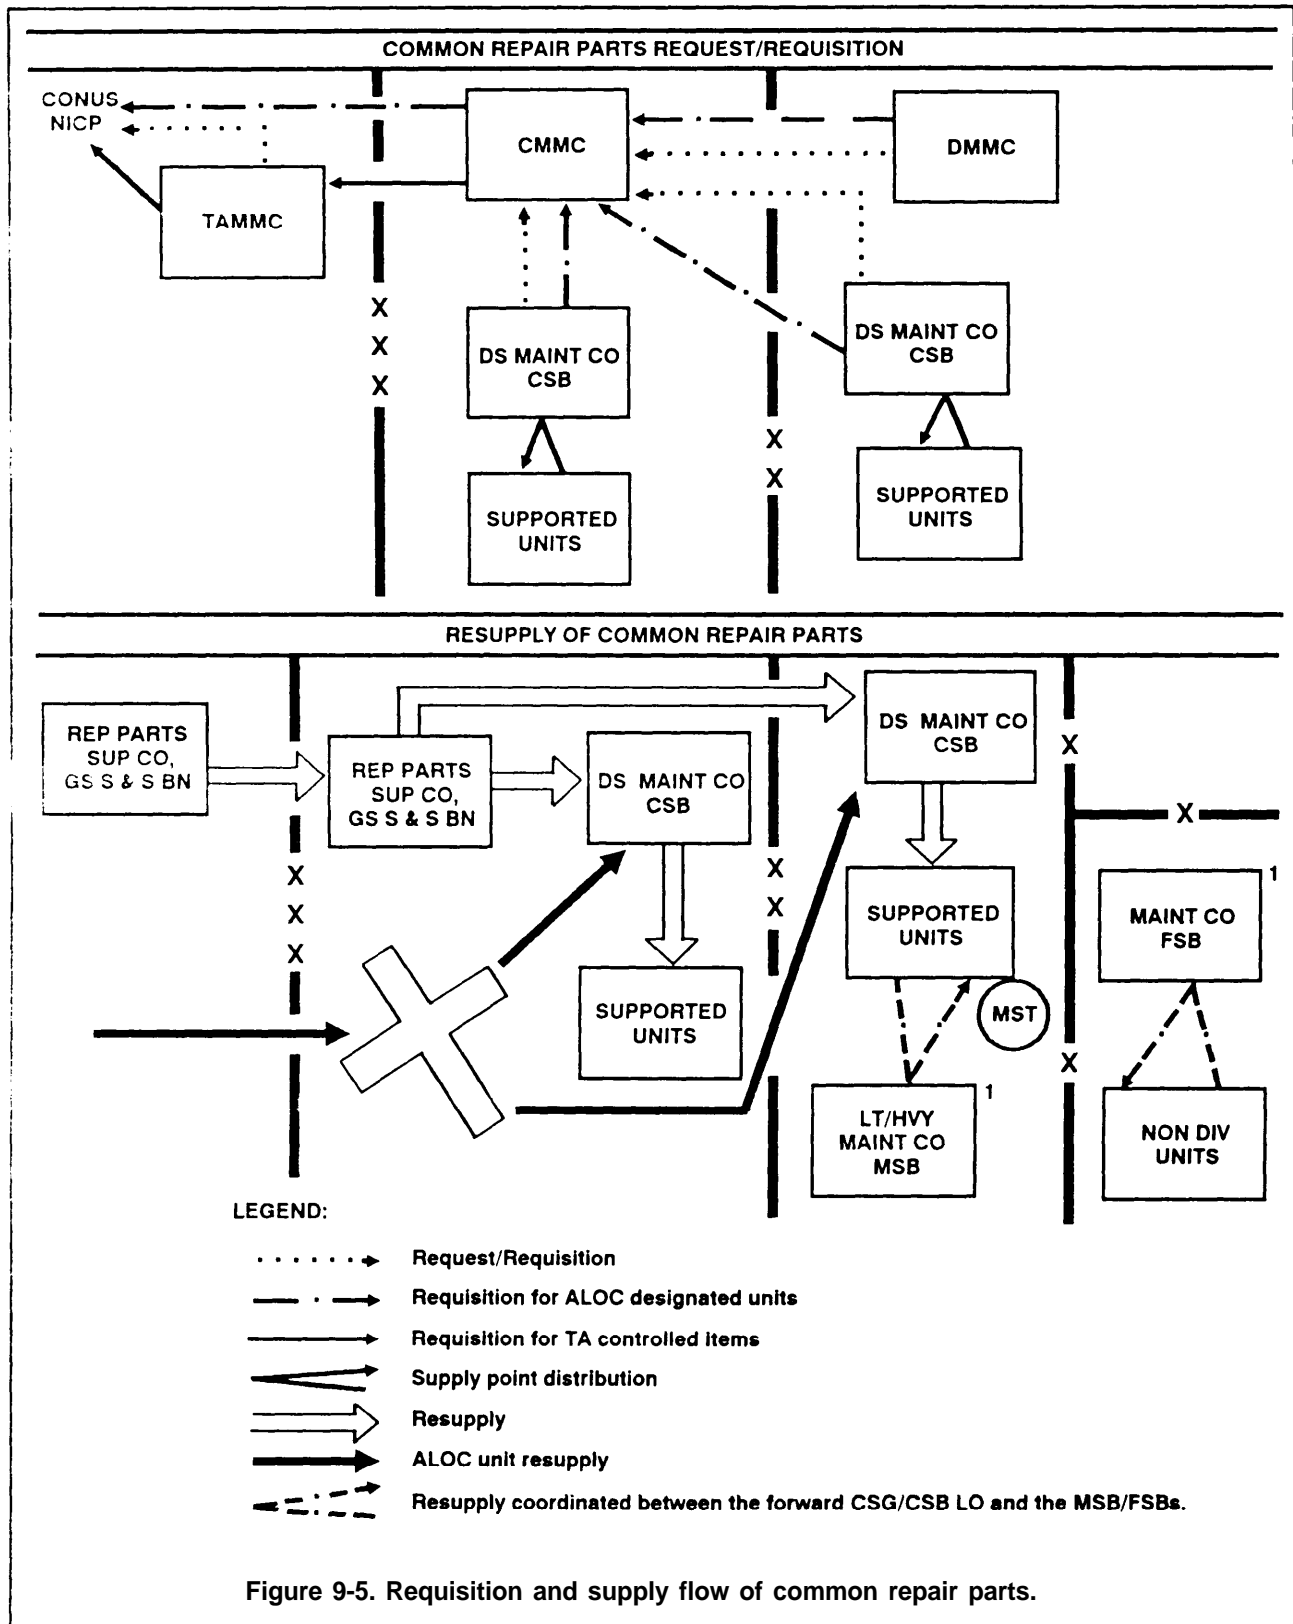 COMMON REPAIR PARTS REQUEST/REQUISITION
CONUS
NICP
TAMMC
CMMC
DMMC
X
X
X
DS MAINT CO
CSB
SUPPORTED
UNITS
X
X
DS MAINT CO
CSB
SUPPORTED
UNITS
RESUPPLY OF COMMON REPAIR PARTS
REP PARTS
SUP CO,
GS S & S BN
X
X
X
REP PARTS
SUP CO,
GS S & S BN
DS MAINT CO
CSB
SUPPORTED
UNITS
X
X
DS MAINT CO
CSB
SUPPORTED
UNITS
MST
1
LT/HVY
MAINT CO
MSB
X
X
X
1
MAINT CO
FSB
NON DIV
UNITS
LEGEND:
Request/Requisition
Requisition for ALOC designated units
Requisition for TA controlled items
Supply point distribution
Resupply
ALOC unit resupply
Resupply coordinated between the forward CSG/CSB LO and the MSB/FSBs.
Figure 9-5. Requisition and supply flow of common repair parts.